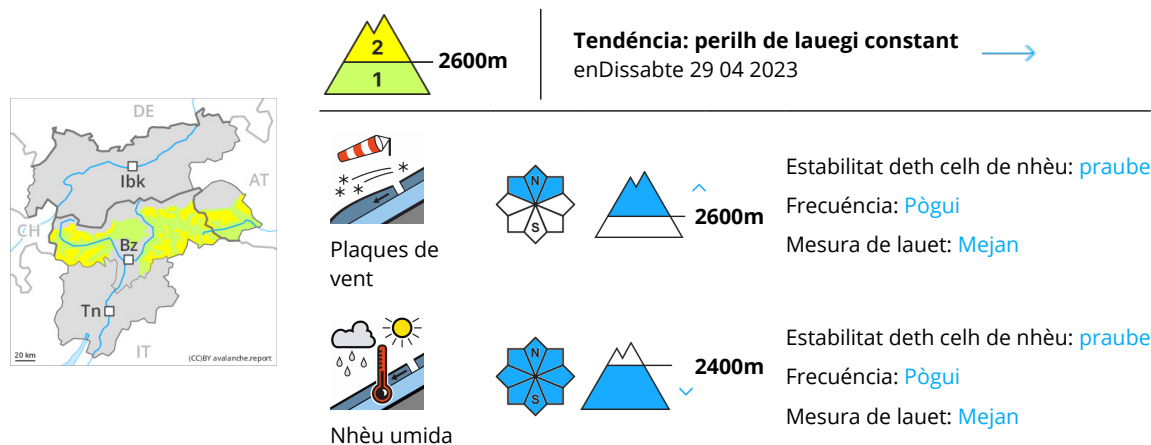 2
1
2600m
Tendéncia: perilh de lauegi constant
enDissabte 29 04 2023
DE
Ibk
AT
CH
Bz
Tn
IT
20 km
(CC)BY avalanche.report
Plaques de
vent
N
S
2600m
Estabilitat deth celh de nhèu: praube
Frecuéncia: Pògui
Mesura de lauet: Mejan
Nhèu umida
N
S
2400m
Estabilitat deth celh de nhèu: praube
Frecuéncia: Pògui
Mesura de lauet: Mejan